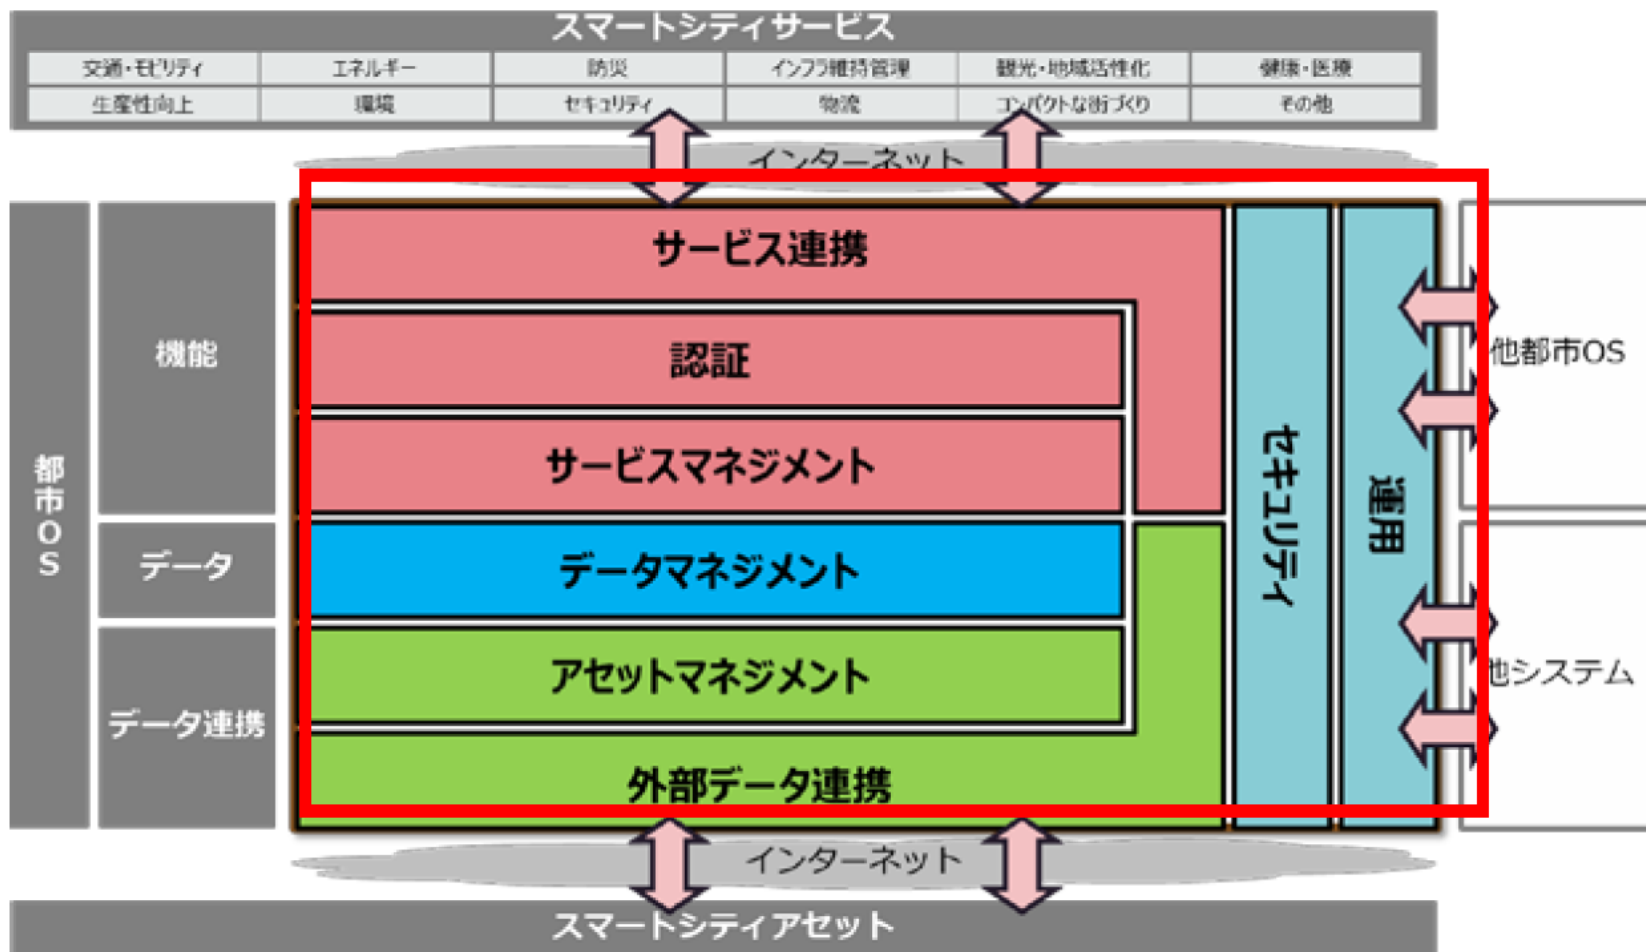 スマートシティサービス
交通・モビリティ エネルギー 防災 インフラ維持管理 観光・地域活性化 健康・医療
生産性向上 環境 セキュリティ 物流 コンパクトな街づくり その他
インターネット
都市OS
機能
サービス連携
認証
サービスマネジメント
データ
データマネジメント
データ連携
アセットマネジメント
外部データ連携
セキュリティ
運用
他都市OS
他システム
インターネット
スマートシティアセット